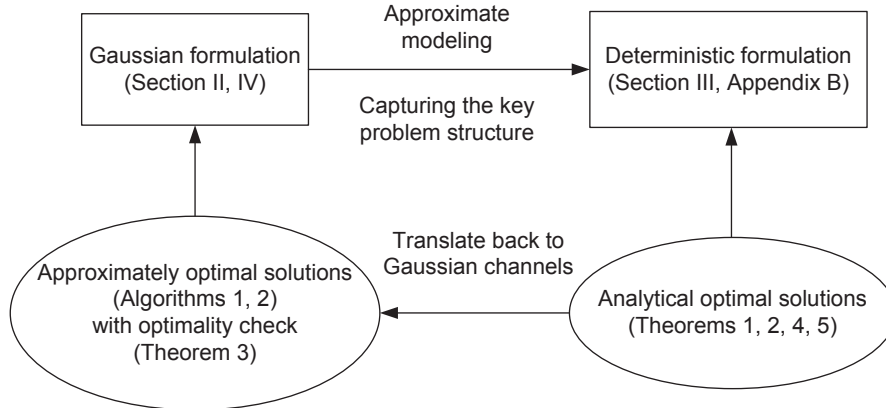 Gaussian formulation
(Section II, IV)
Approximate
modeling
Capturing the key
problem structure
Deterministic formulation
(Section III, Appendix B)
Approximately optimal solutions
(Algorithms 1, 2)
with optimality check
(Theorem 3)
Translate back to
Gaussian channels
Analytical optimal solutions
(Theorems 1, 2, 4, 5)